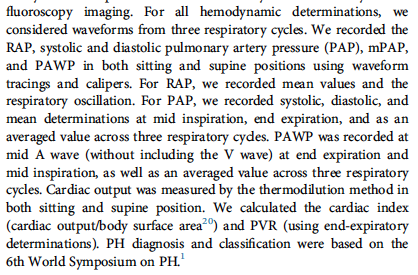 fluoroscopy imaging. For all hemodynamic determinations, we
considered waveforms from three respiratory cycles. We recorded the
RAP, systolic and diastolic pulmonary artery pressure (PAP), mPAP,
and PAWP in both sitting and supine positions using waveform
tracings and calipers. For RAP, we recorded mean values and the
respiratory oscillation. For PAP, we recorded systolic, diastolic, and
mean determinations at mid inspiration, end expiration, and as an
averaged value across three respiratory cycles. PAWP was recorded at
mid A wave (without including the V wave) at end expiration and
mid inspiration, as well as an averaged value across three respiratory
cycles. Cardiac output was measured by the thermodilution method in
both sitting and supine position. We calculated the cardiac index
(cardiac output/body surface area20) and PVR (using end-expiratory
determinations). PH diagnosis and classification were based on the
6th World Symposium on PH.1